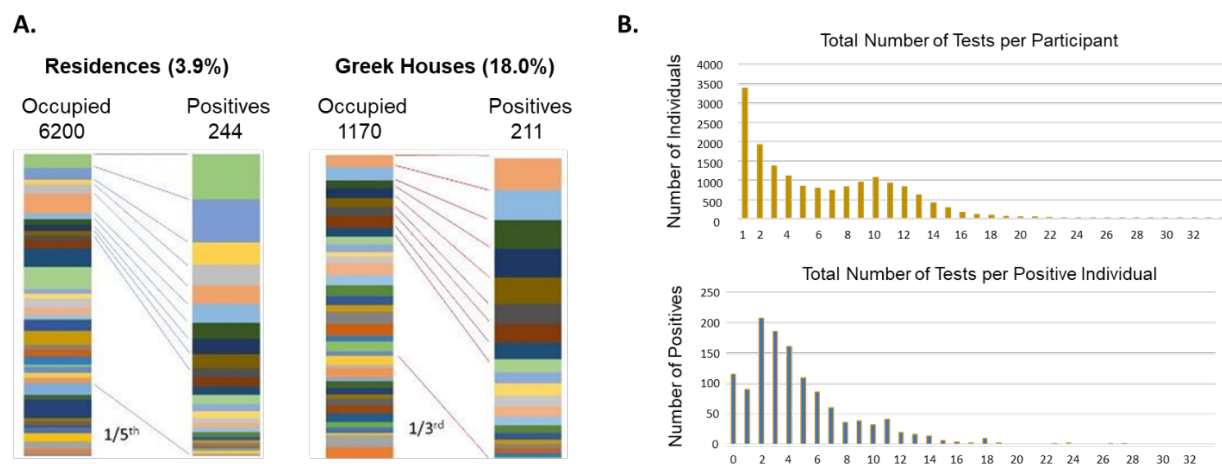 A.
Residences (3.9%)
Greek Houses (18.0%)
Occupied
6200
Positives
244
Occupied
1170
Positives
211
1/5th
1/3rd
B.
Total Number of Tests per Participant
Number of Individuals
4000
3500
3000
2500
2000
1500
1000
500
0
1 2 4 6 8 10 12 14 16 18 20 22 24 26 28 30 32
Total Number of Tests per Positive Individual
Number of Positives
250
200
150
100
50
0
0 2 4 6 8 10 12 14 16 18 20 22 24 26 28 30 32